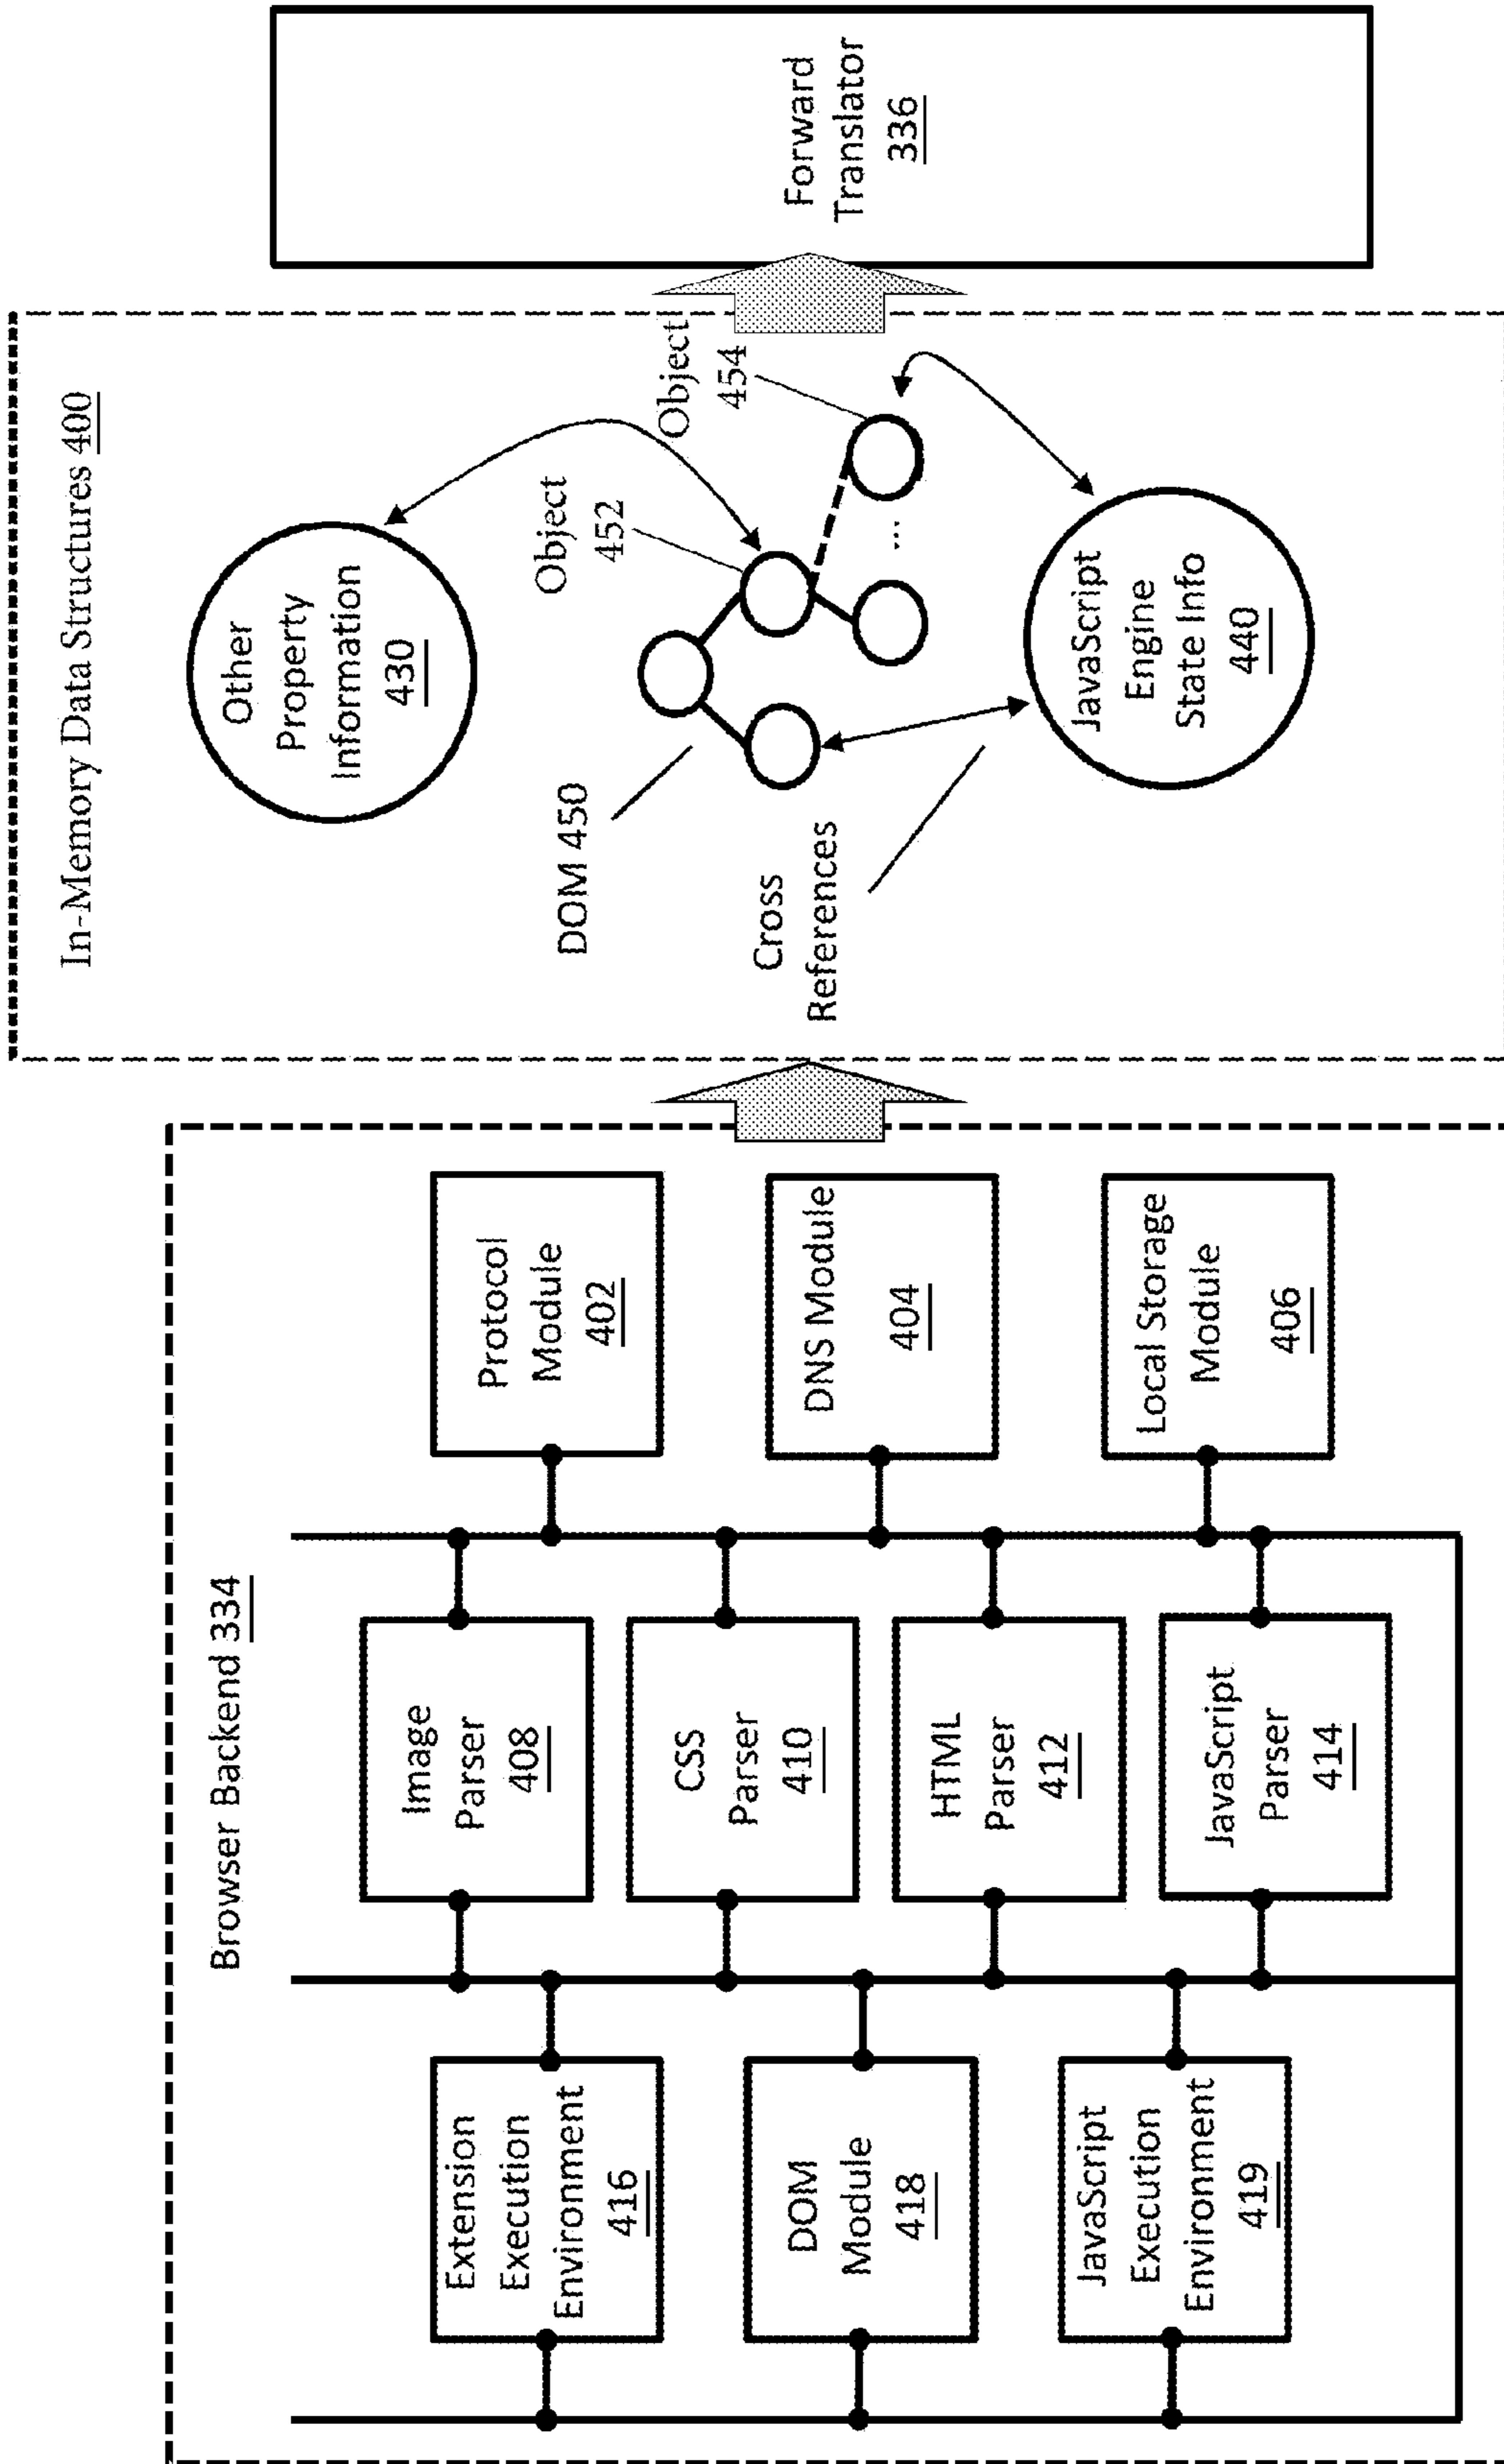 Browser Backend 334
Extension
Execution
Environment
416
DOM
Module
418
JavaScript
Execution
Environment
419
Image
Parser
408
CSS
Parser
410
HTML
Parser
412
JavaScript
Parser
414
Protocol
Module
402
DNS Module
404
Local Storage
Module
406
In-Memory Data Structures 400
Other
Property
Information
430
DOM 450
Object
452
Object
454
...
Cross
References
JavaScript
Engine
State Info
440
Forward
Translator
336